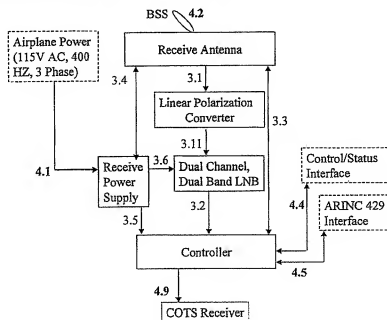 BSS 4.2
Airplane Power
(115V AC, 400
HZ, 3 Phase)
Receive Antenna
3.4
3.1
3.3
Linear Polarization
Converter
3.11
4.1
Receive
Power
Supply
3.6
Dual Channel,
Dual Band LNB
Control/Status
Interface
3.5
3.2
4.4
ARINC 429
Interface
Controller
4.5
4.9
COTS Receiver